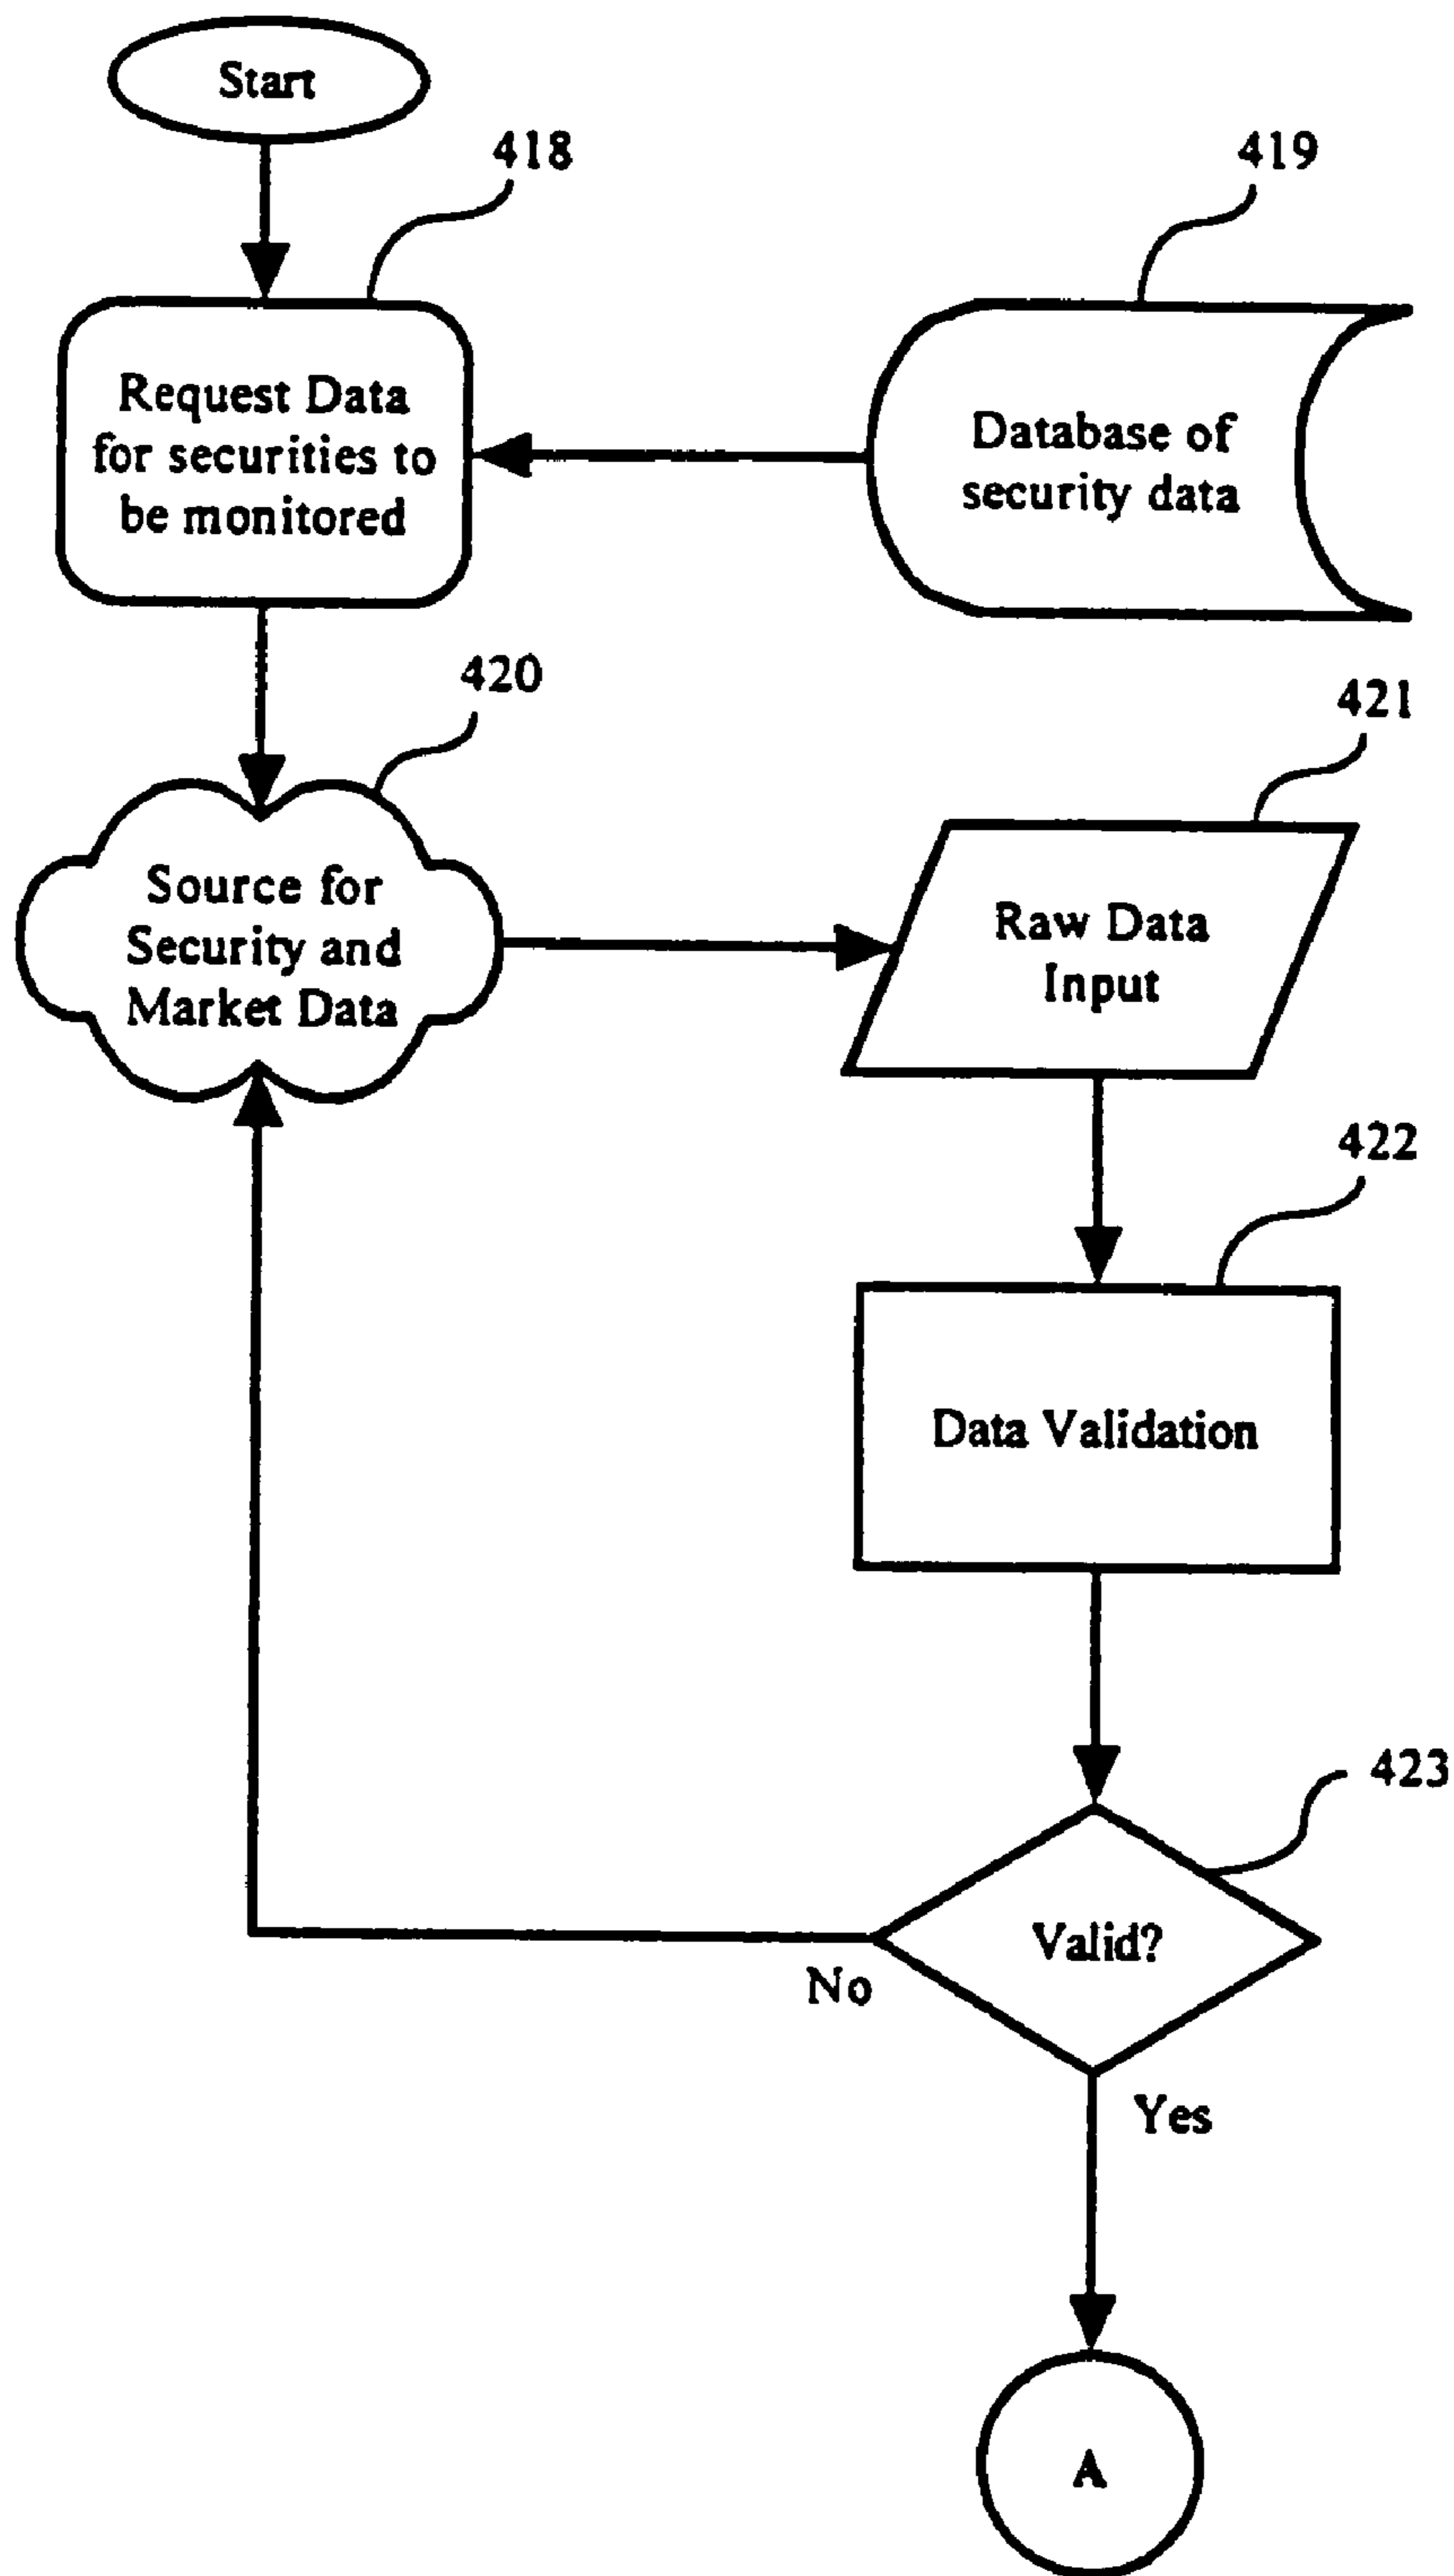 Start
418
419
Request Data
for securities to
be monitored
Database of
security data
420
421
Source for
Security and
Market Data
Raw Data
Input
422
Data Validation
423
Valid?
No
Yes
A